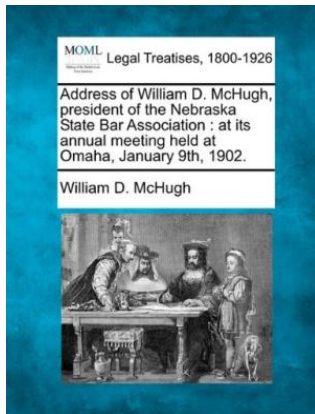 MOML
Legal Treatises, 1800-1926
Address of William D. McHugh,
president of the Nebraska
State Bar Association : at its
annual meeting held at
Omaha, January 9th, 1902.
William D. McHugh